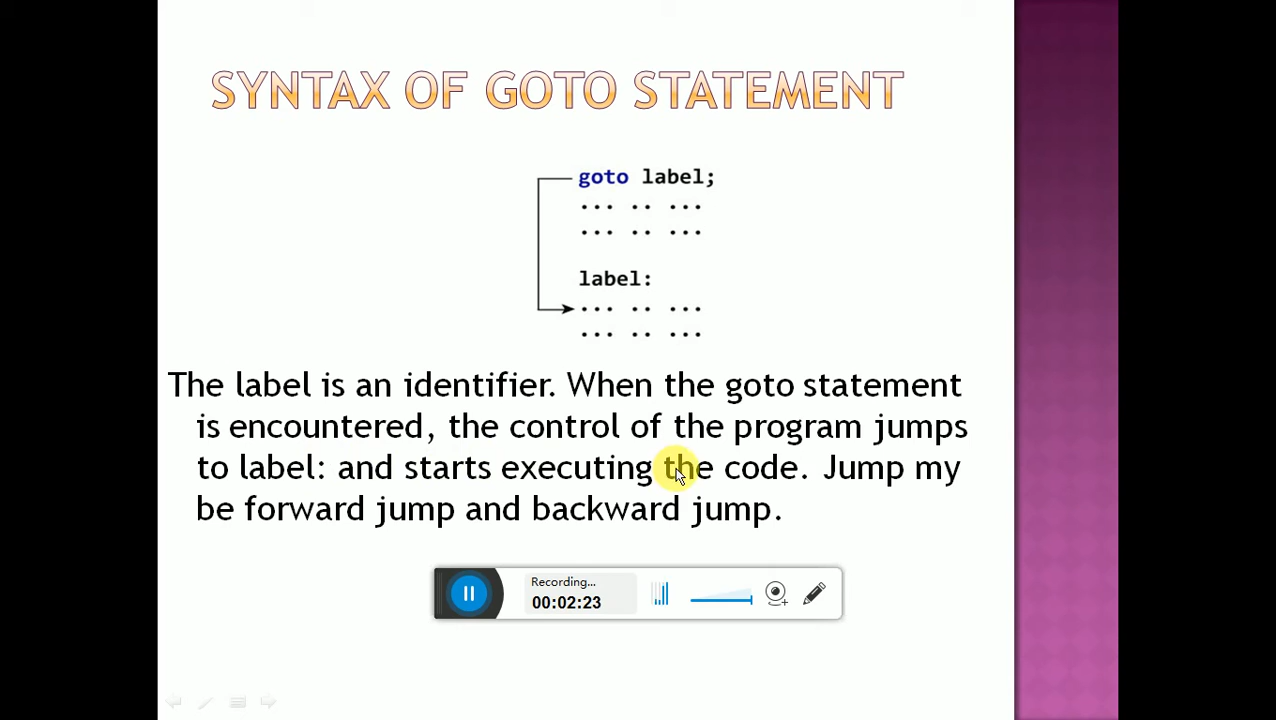 SYNTAX OF GOTO STATEMENT
goto label;
... .. ...
... .. ...
label:
... .. ...
... .. ...
The label is an identifier. When the goto statement
is encountered, the control of the program jumps
to label: and starts executing the code. Jump my
be forward jump and backward jump.
Recording...
00:02:23